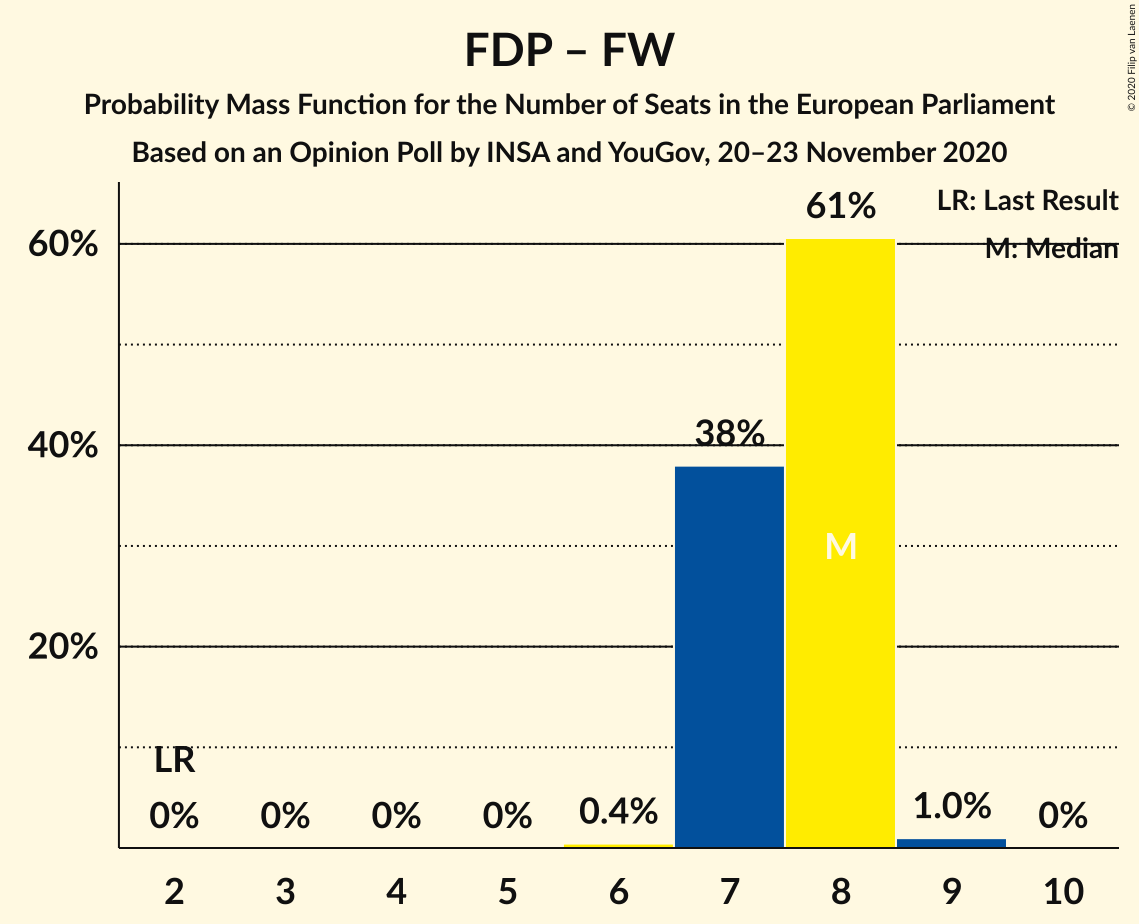 FDP – FW
Probability Mass Function for the Number of Seats in the European Parliament
Based on an Opinion Poll by INSA and YouGov, 20–23 November 2020
© 2020 Filip van Laenen
LR: Last Result
M: Median
60%
40%
20%
61%
38%
M
LR
0%
0%
0%
0%
0.4%
1.0%
0%
2 3 4 5 6 7 8 9 10